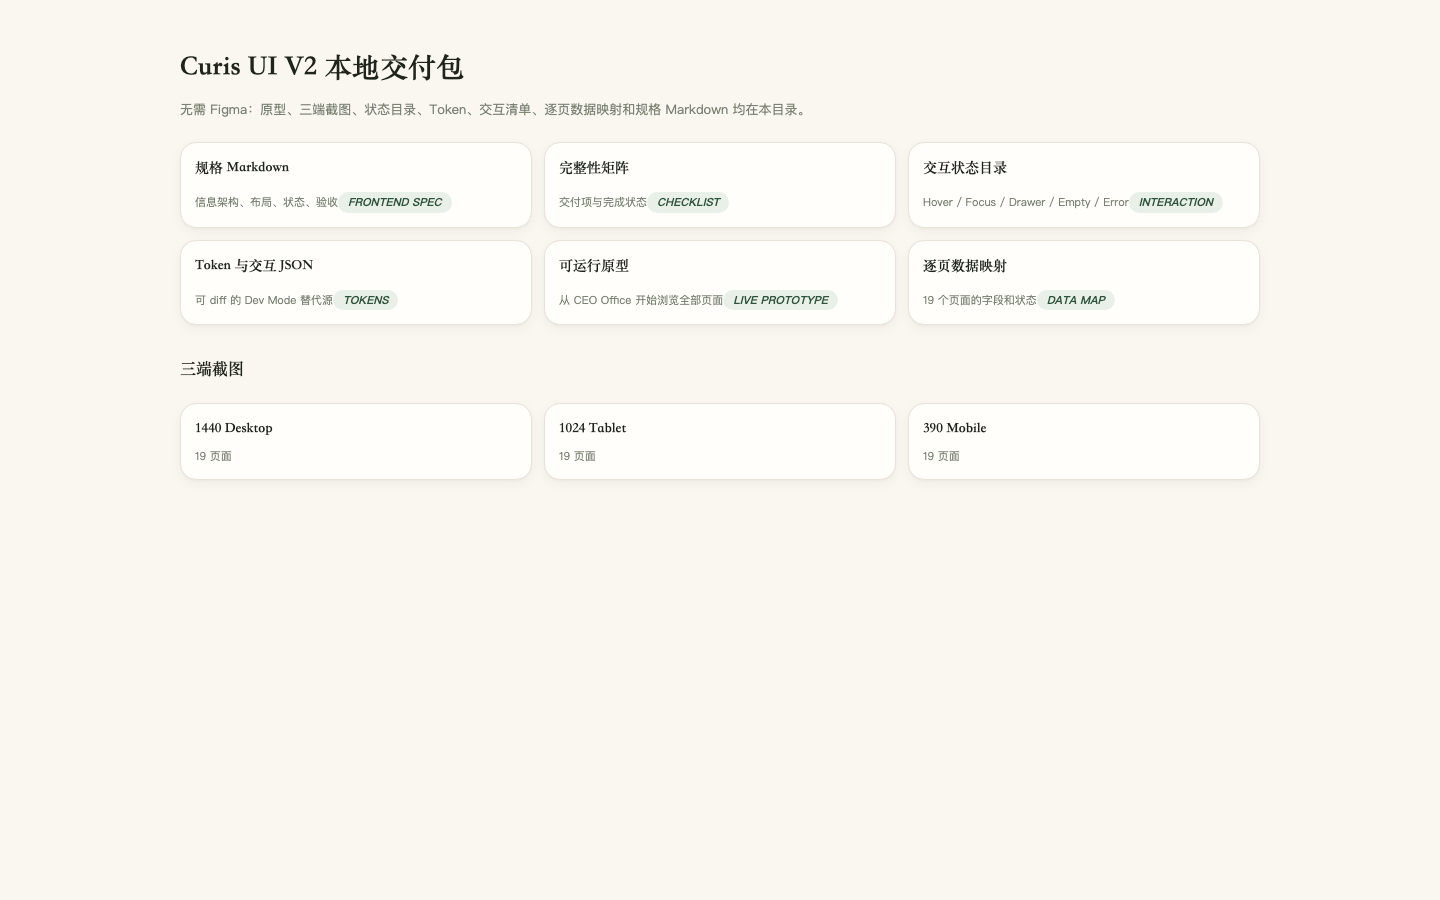 Curis UI V2 本地交付包
无需 Figma：原型、三端截图、状态目录、Token、交互清单、逐页数据映射和规格 Markdown 均在本目录。
规格 Markdown
信息架构、布局、状态、验收 FRONTEND SPEC
完整性矩阵
交付项与完成状态 CHECKLIST
交互状态目录
Hover / Focus / Drawer / Empty / Error INTERACTION
Token 与交互 JSON
可 diff 的 Dev Mode 替代源 TOKENS
可运行原型
从 CEO Office 开始浏览全部页面 LIVE PROTOTYPE
逐页数据映射
19 个页面的字段和状态 DATA MAP
三端截图
1440 Desktop
19 页面
1024 Tablet
19 页面
390 Mobile
19 页面